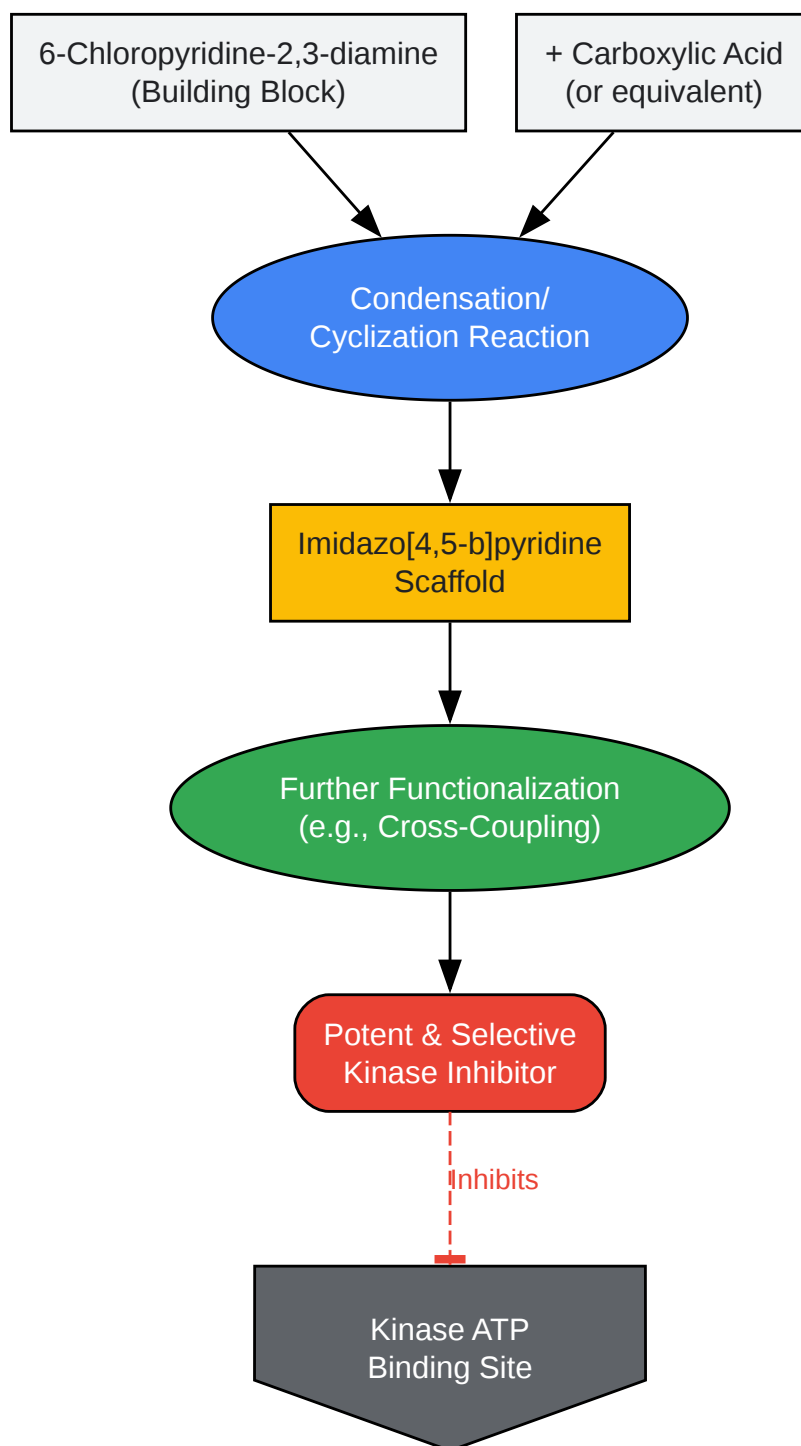 6-Chloropyridine-2,3-diamine
(Building Block)
+ Carboxylic Acid
(or equivalent)
Condensation/
Cyclization Reaction
Imidazo[4,5-b]pyridine
Scaffold
Further Functionalization
(e.g., Cross-Coupling)
Potent & Selective
Kinase Inhibitor
Inhibits
Kinase ATP
Binding Site